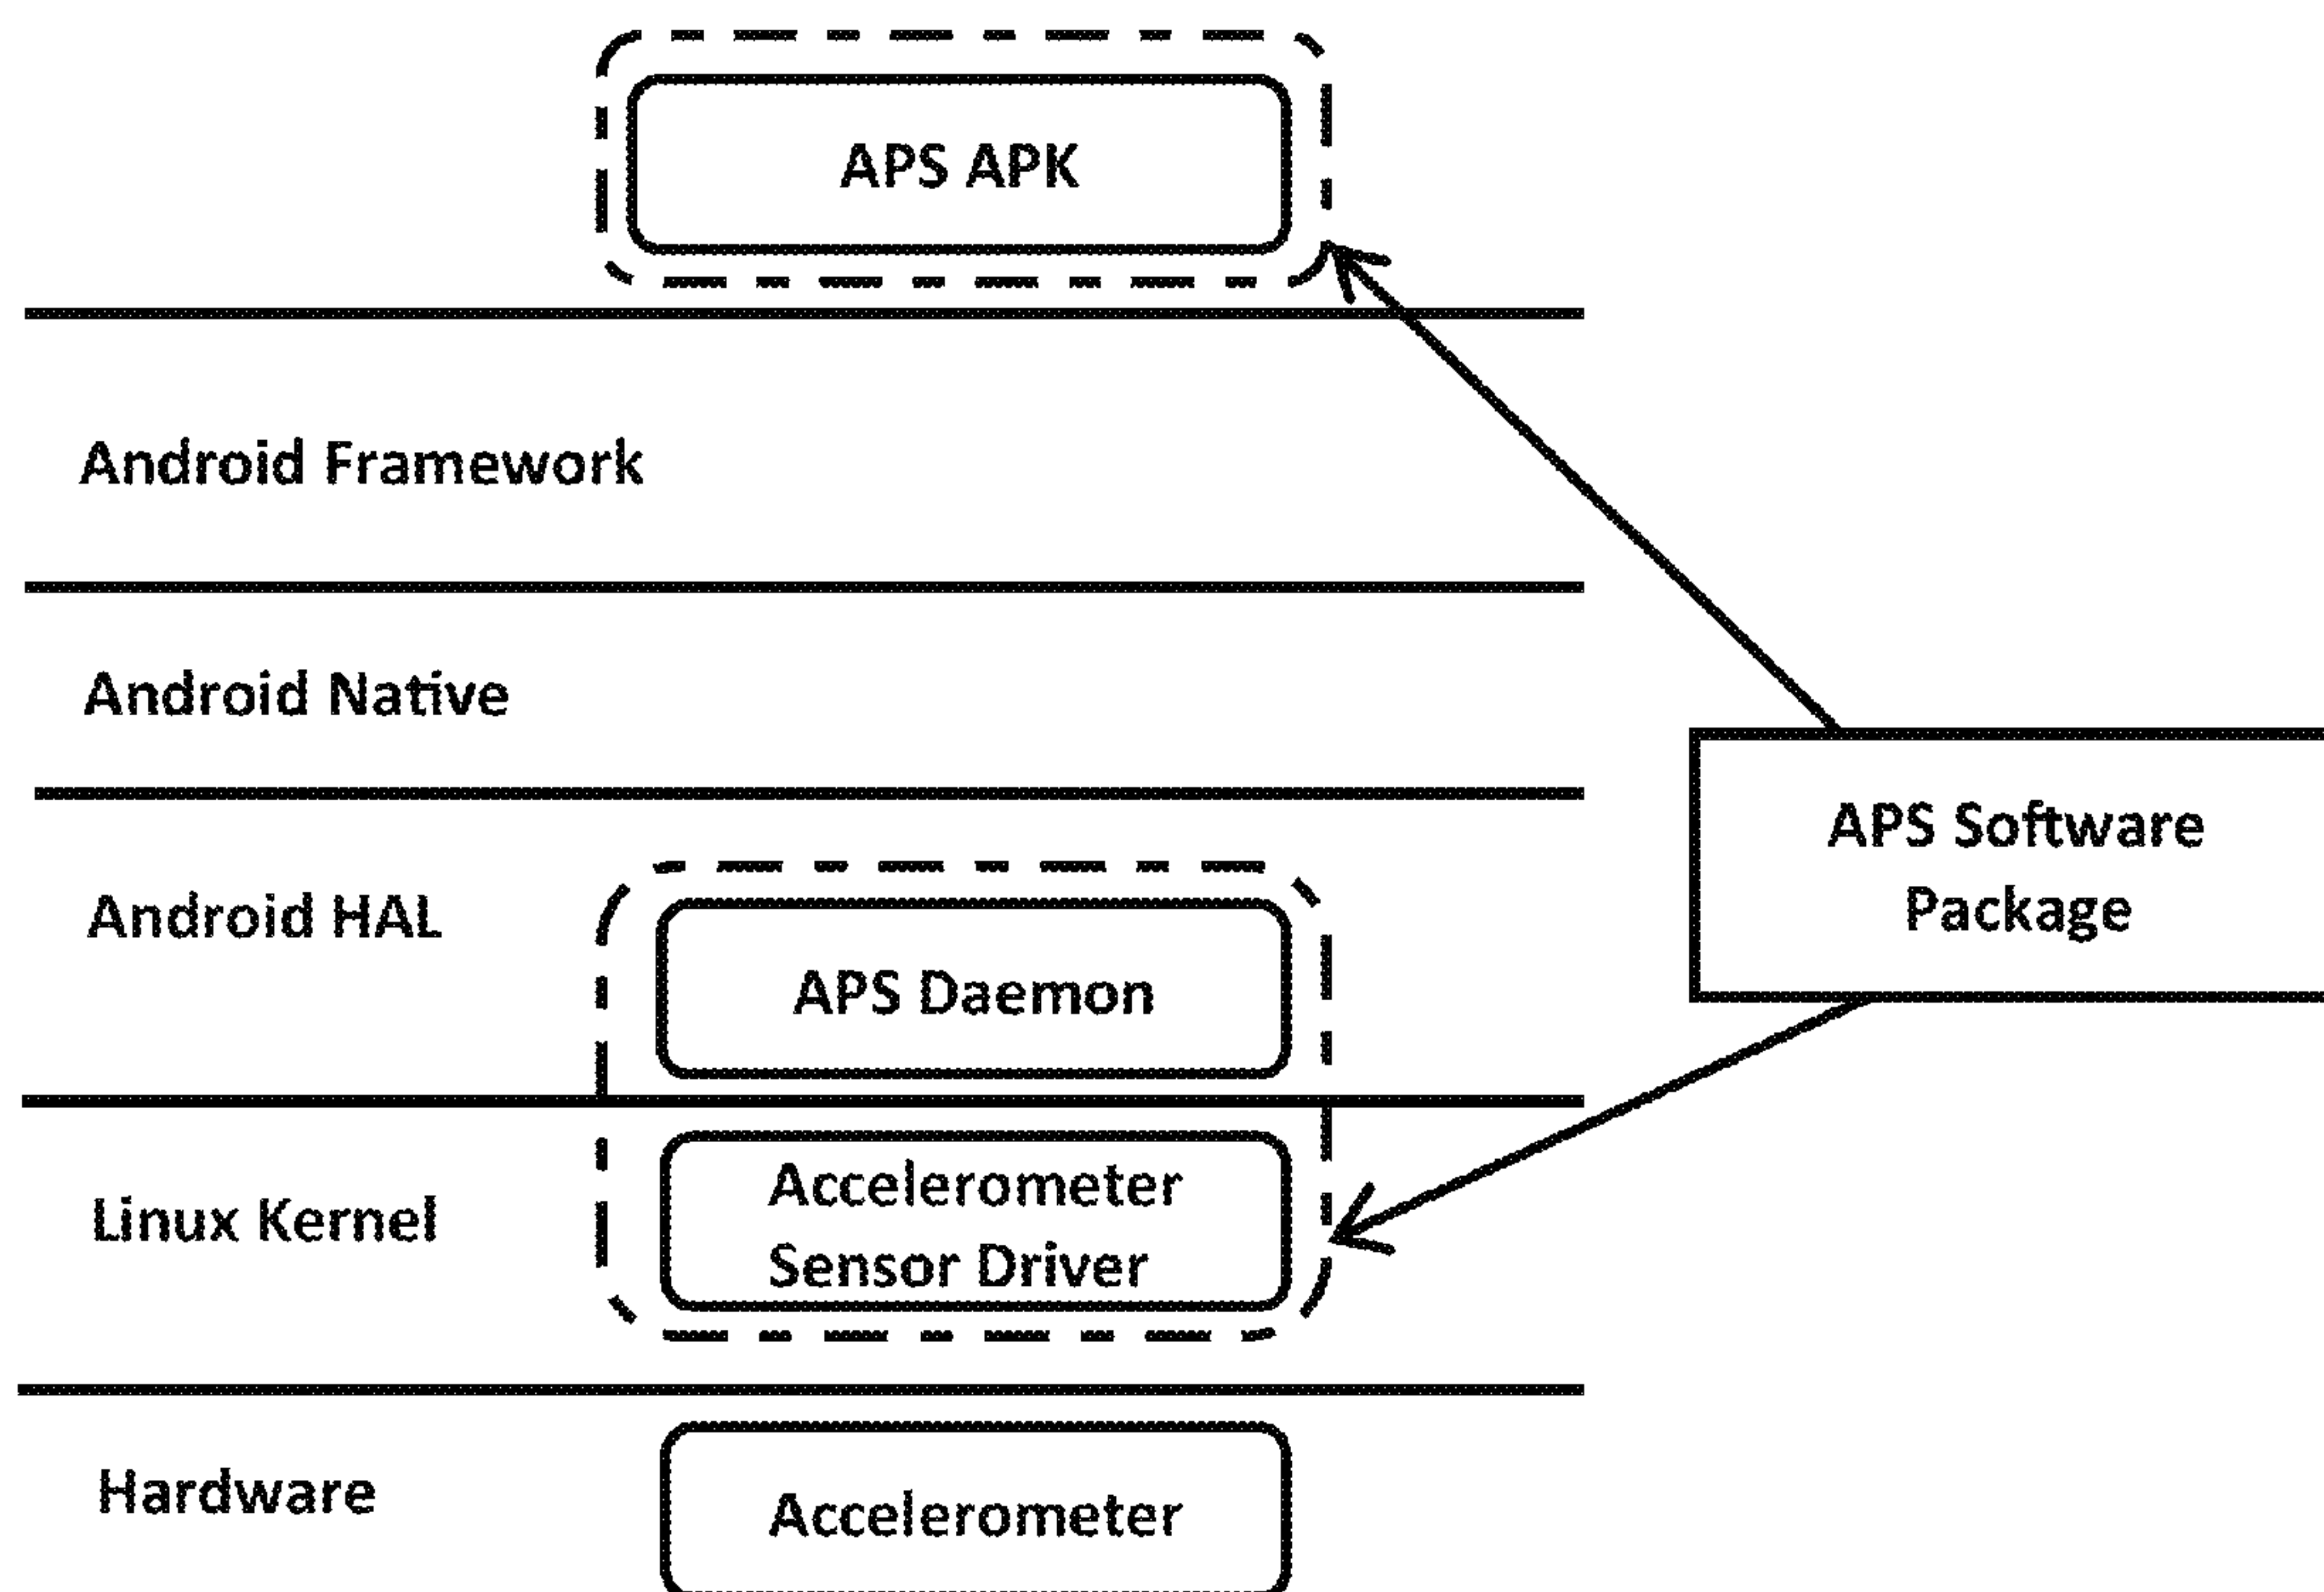 APS APK
Android Framework
Android Native
APS Software
Package
Android HAL
APS Daemon
Linux Kernel
Accelerometer
Sensor Driver
Hardware
Accelerometer